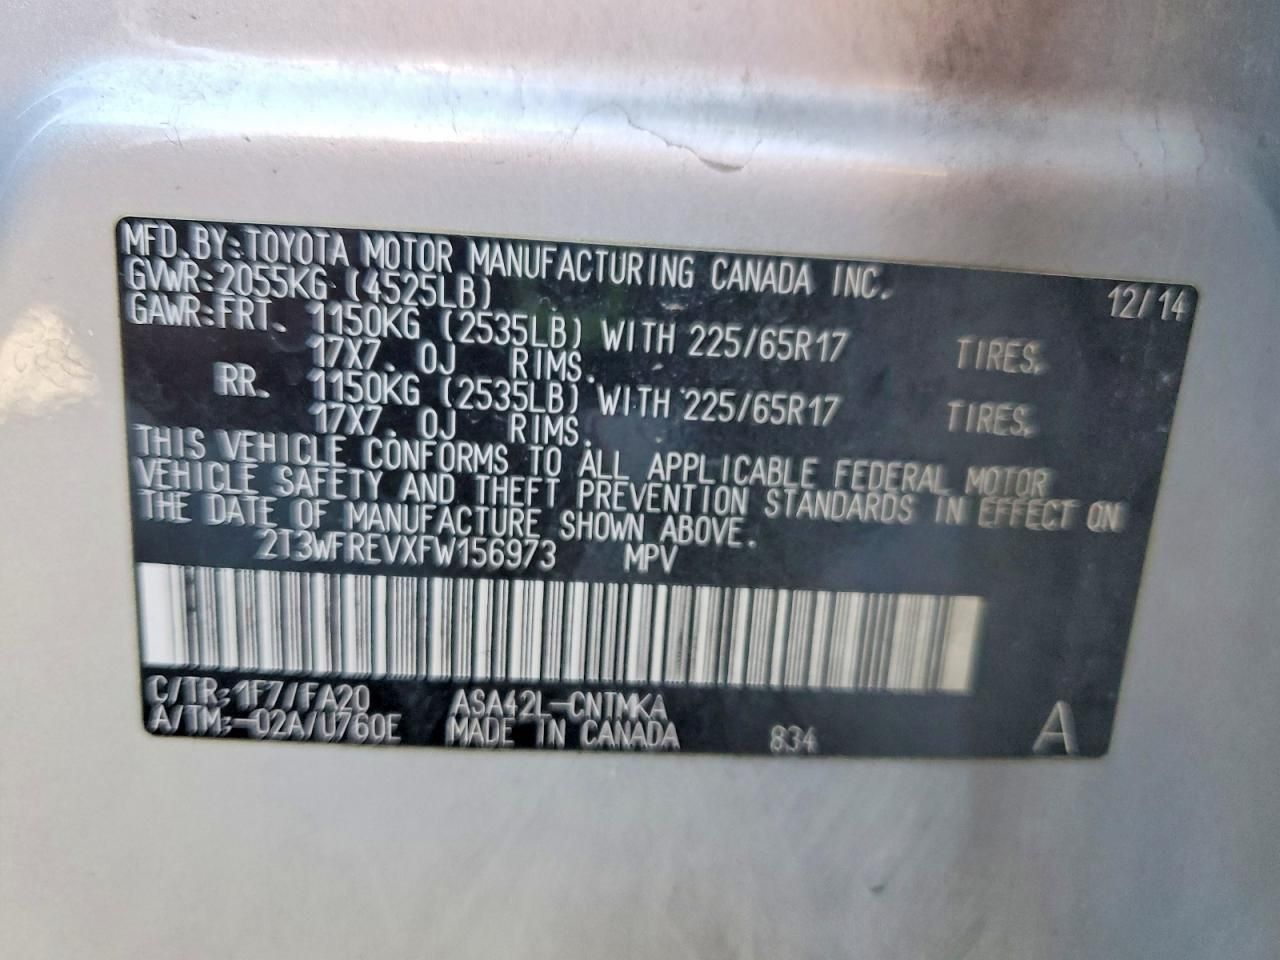 MFD.BY:TOYOTA MOTOR MANUFACTURING CANADA INC. 12/14
GVWR:2055KG (4525LB)
GAWR:FRT. 1150KG (2535LB) WITH 225/65R17 TIRES,
17X7. 0J RIMS.
RR. 1150KG (2535LB) WITH 225/65R17 TIRES,
17X7. 0J RIMS.
THIS VEHICLE CONFORMS TO ALL APPLICABLE FEDERAL MOTOR
VEHICLE SAFETY AND THEFT PREVENTION STANDARDS IN EFFECT ON
THE DATE OF MANUFACTURE SHOWN ABOVE.
2T3WFREVXFW156973 MPV
C/TR:1F7/FA20 ASA42L-CNTMKA
A/TM:-02A/U760E MADE IN CANADA 834 A